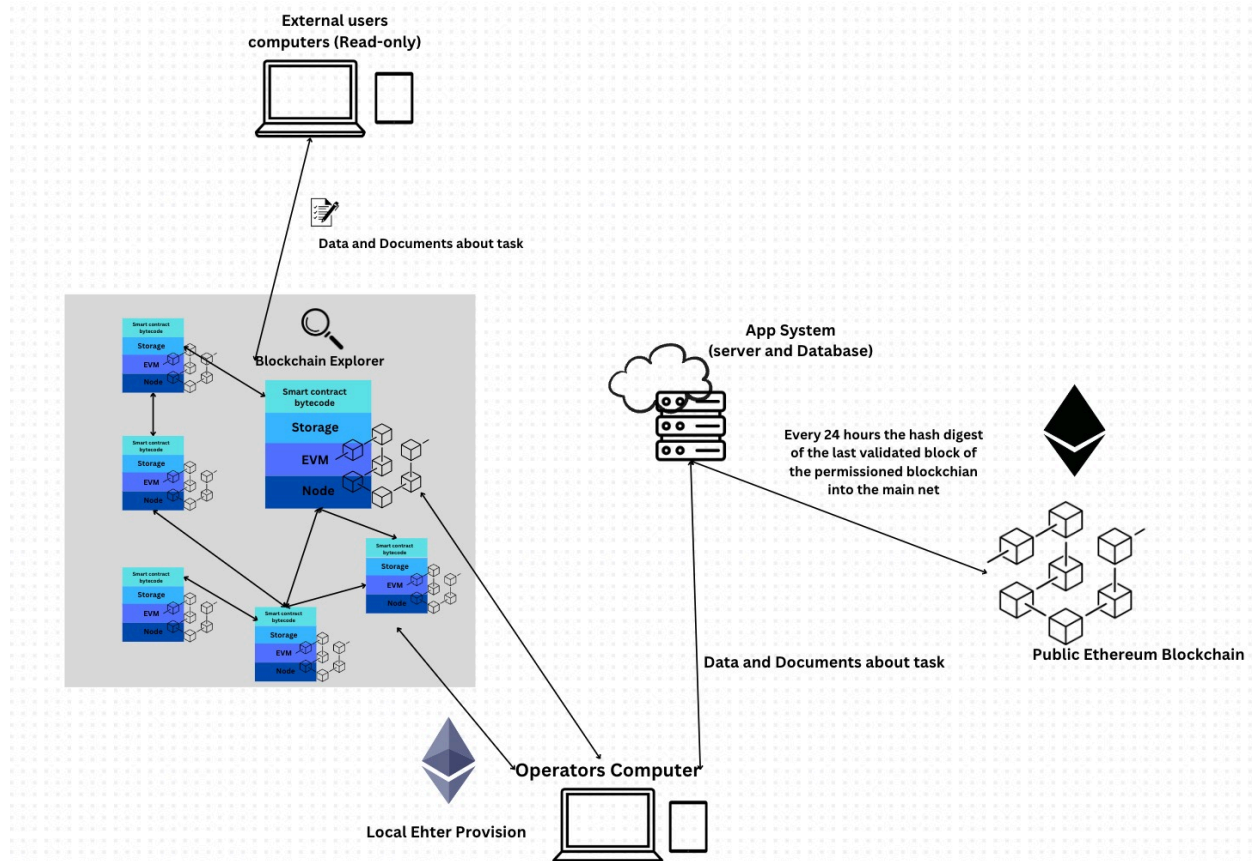 External users
computers (Read-only)
Data and Documents about task
Blockchain Explorer
Smart contract
bytecode
Storage
EVM
Node
Smart contract
bytecode
Storage
EVM
Node
Smart contract
bytecode
Storage
EVM
Node
Smart contract
bytecode
Storage
EVM
Node
Smart contract
bytecode
Storage
EVM
Node
Smart contract
bytecode
Storage
EVM
Node
App System
(server and Database)
Every 24 hours the hash digest
of the last validated block of
the permissioned blockchian
into the main net
Public Ethereum Blockchain
Data and Documents about task
Operators Computer
Local Ehter Provision